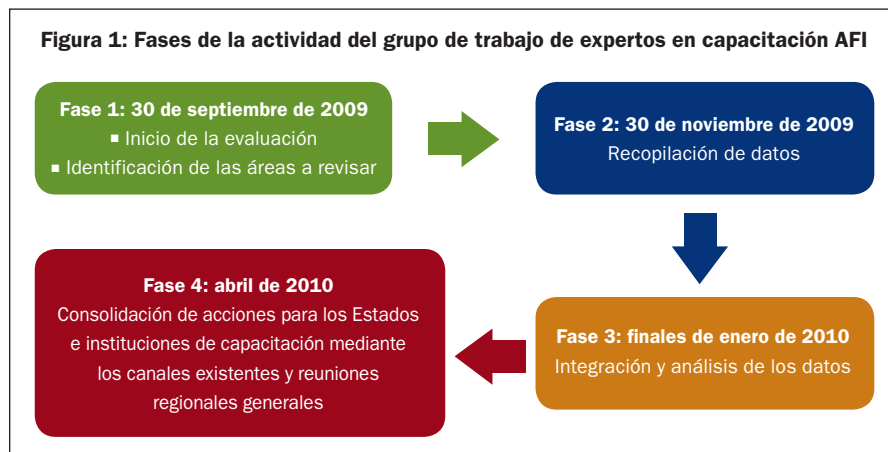 Figura 1: Fases de la actividad del grupo de trabajo de expertos en capacitación AFI
Fase 1: 30 de septiembre de 2009
▪ Inicio de la evaluación
▪ Identificación de las áreas a revisar
Fase 2: 30 de noviembre de 2009
Recopilación de datos
Fase 3: finales de enero de 2010
Integración y análisis de los datos
Fase 4: abril de 2010
Consolidación de acciones para los Estados
e instituciones de capacitación mediante
los canales existentes y reuniones
regionales generales